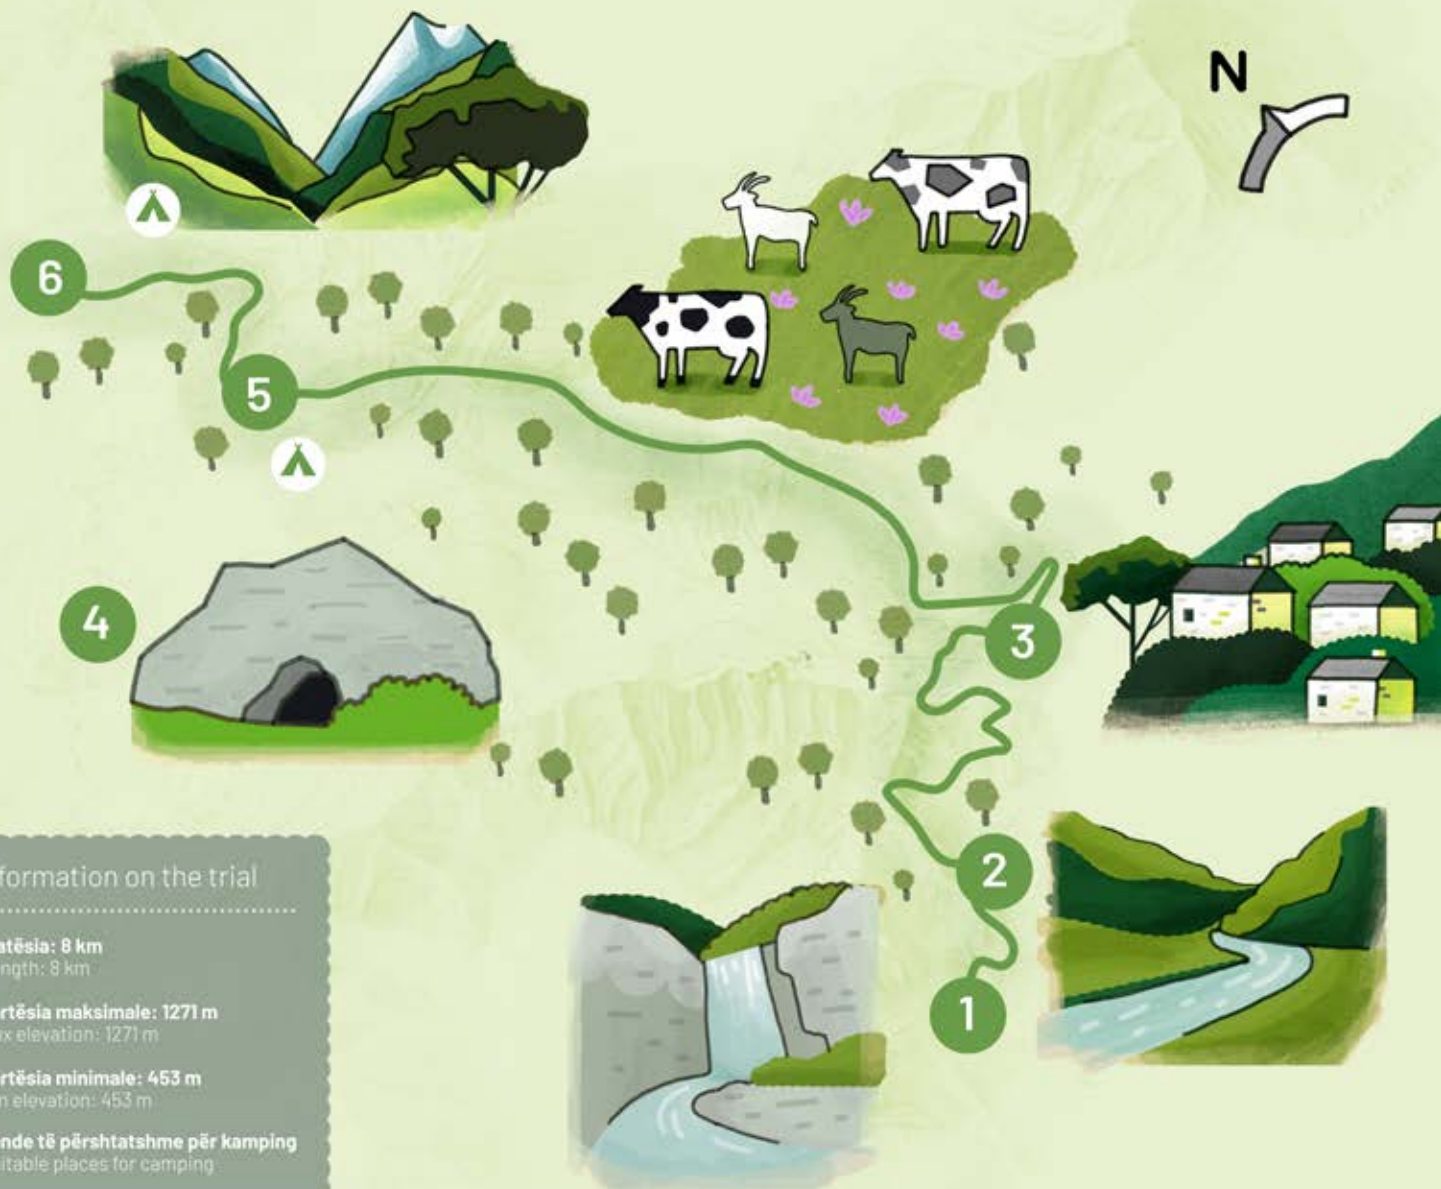 N
6
5
4
3
2
1
formation on the trial
atësia: 8 km
ngth: 8 km
rtësia maksimale: 1271 m
x elevation: 1271 m
rtësia minimale: 453 m
n elevation: 453 m
nde të përshtatshme për kamping
itable places for camping